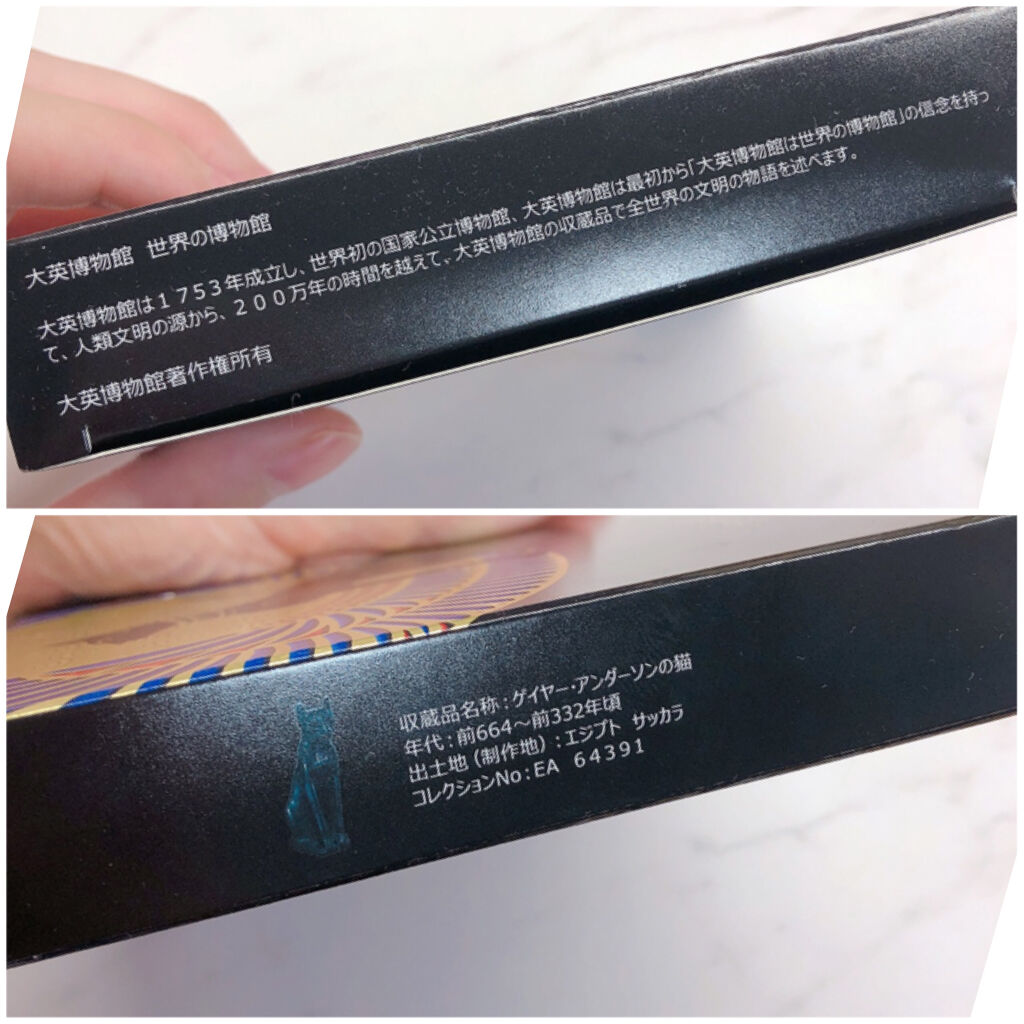 大英博物館　世界の博物館
大英博物館は１７５３年成立し、世界初の国家公立博物館、大英博物館は最初から「大英博物館は世界の博物館」の信念を持っ
て、人類文明の源から、２００万年の時間を越えて、大英博物館の収蔵品で全世界の文明の物語を述べます。
大英博物館著作権所有
収蔵品名称：ゲイヤー・アンダーソンの猫
年代：前664～前332年頃
出土地（制作地）：エジプト　サッカラ
コレクションNo：EA　64391